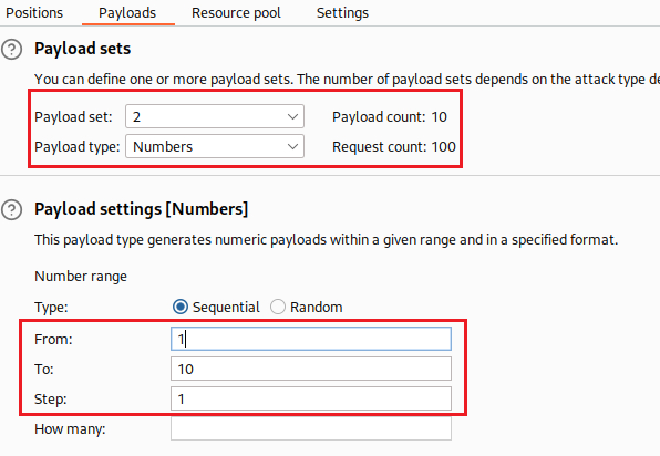 Positions Payloads Resource pool Settings
? Payload sets
You can define one or more payload sets. The number of payload sets depends on the attack type de
Payload set: 2 Payload count: 10
Payload type: Numbers Request count: 100
? Payload settings [Numbers]
This payload type generates numeric payloads within a given range and in a specified format.
Number range
Type: Sequential Random
From: 1
To: 10
Step: 1
How many: